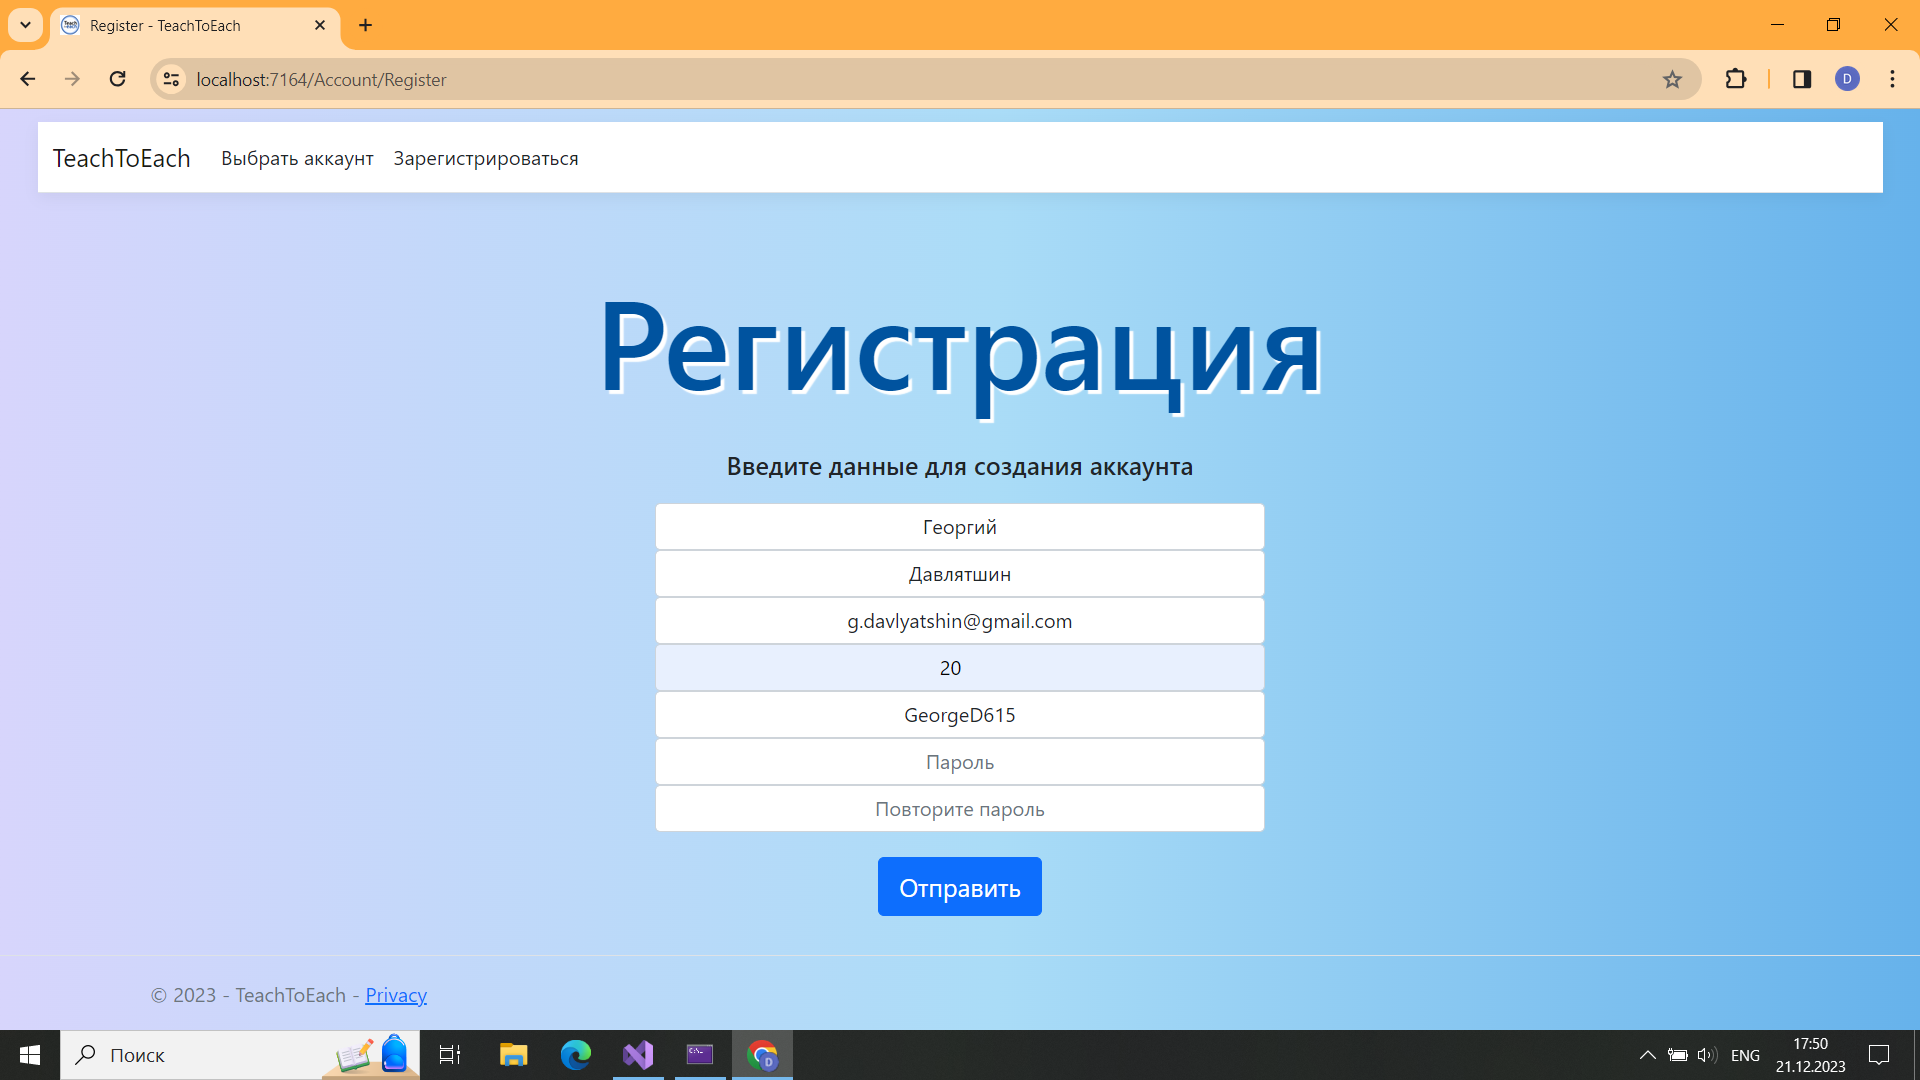 Register - TeachToEach
localhost:7164/Account/Register
D
TeachToEach Выбрать аккаунт Зарегистрироваться
Регистрация
Введите данные для создания аккаунта
Георгий
Давлятшин
g.davlyatshin@gmail.com
20
GeorgeD615
Пароль
Повторите пароль
Отправить
© 2023 - TeachToEach - Privacy
Поиск
D
ENG
17:50
21.12.2023